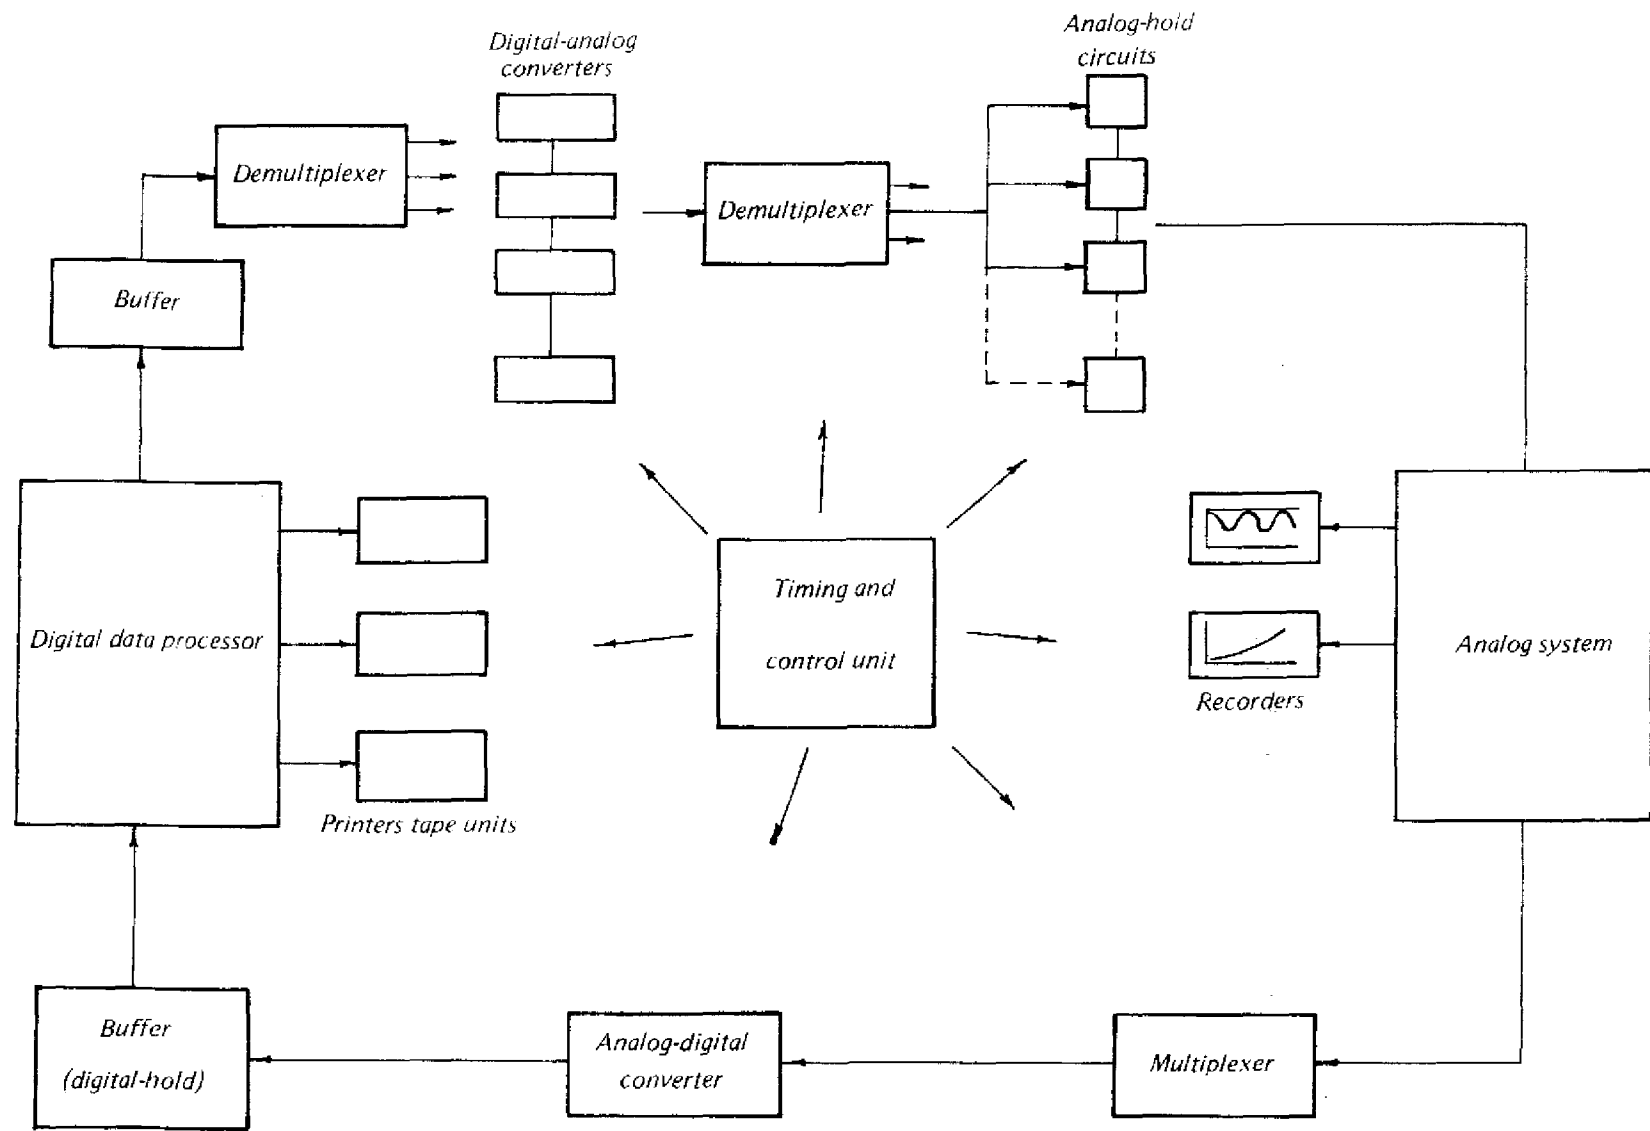 Digital-analog
converters
Analog-hold
circuits
Demultiplexer
Demultiplexer
Buffer
Timing and
control unit
Digital data processor
Analog system
Recorders
Printers tape units
Buffer
(digital-hold)
Analog-digital
converter
Multiplexer